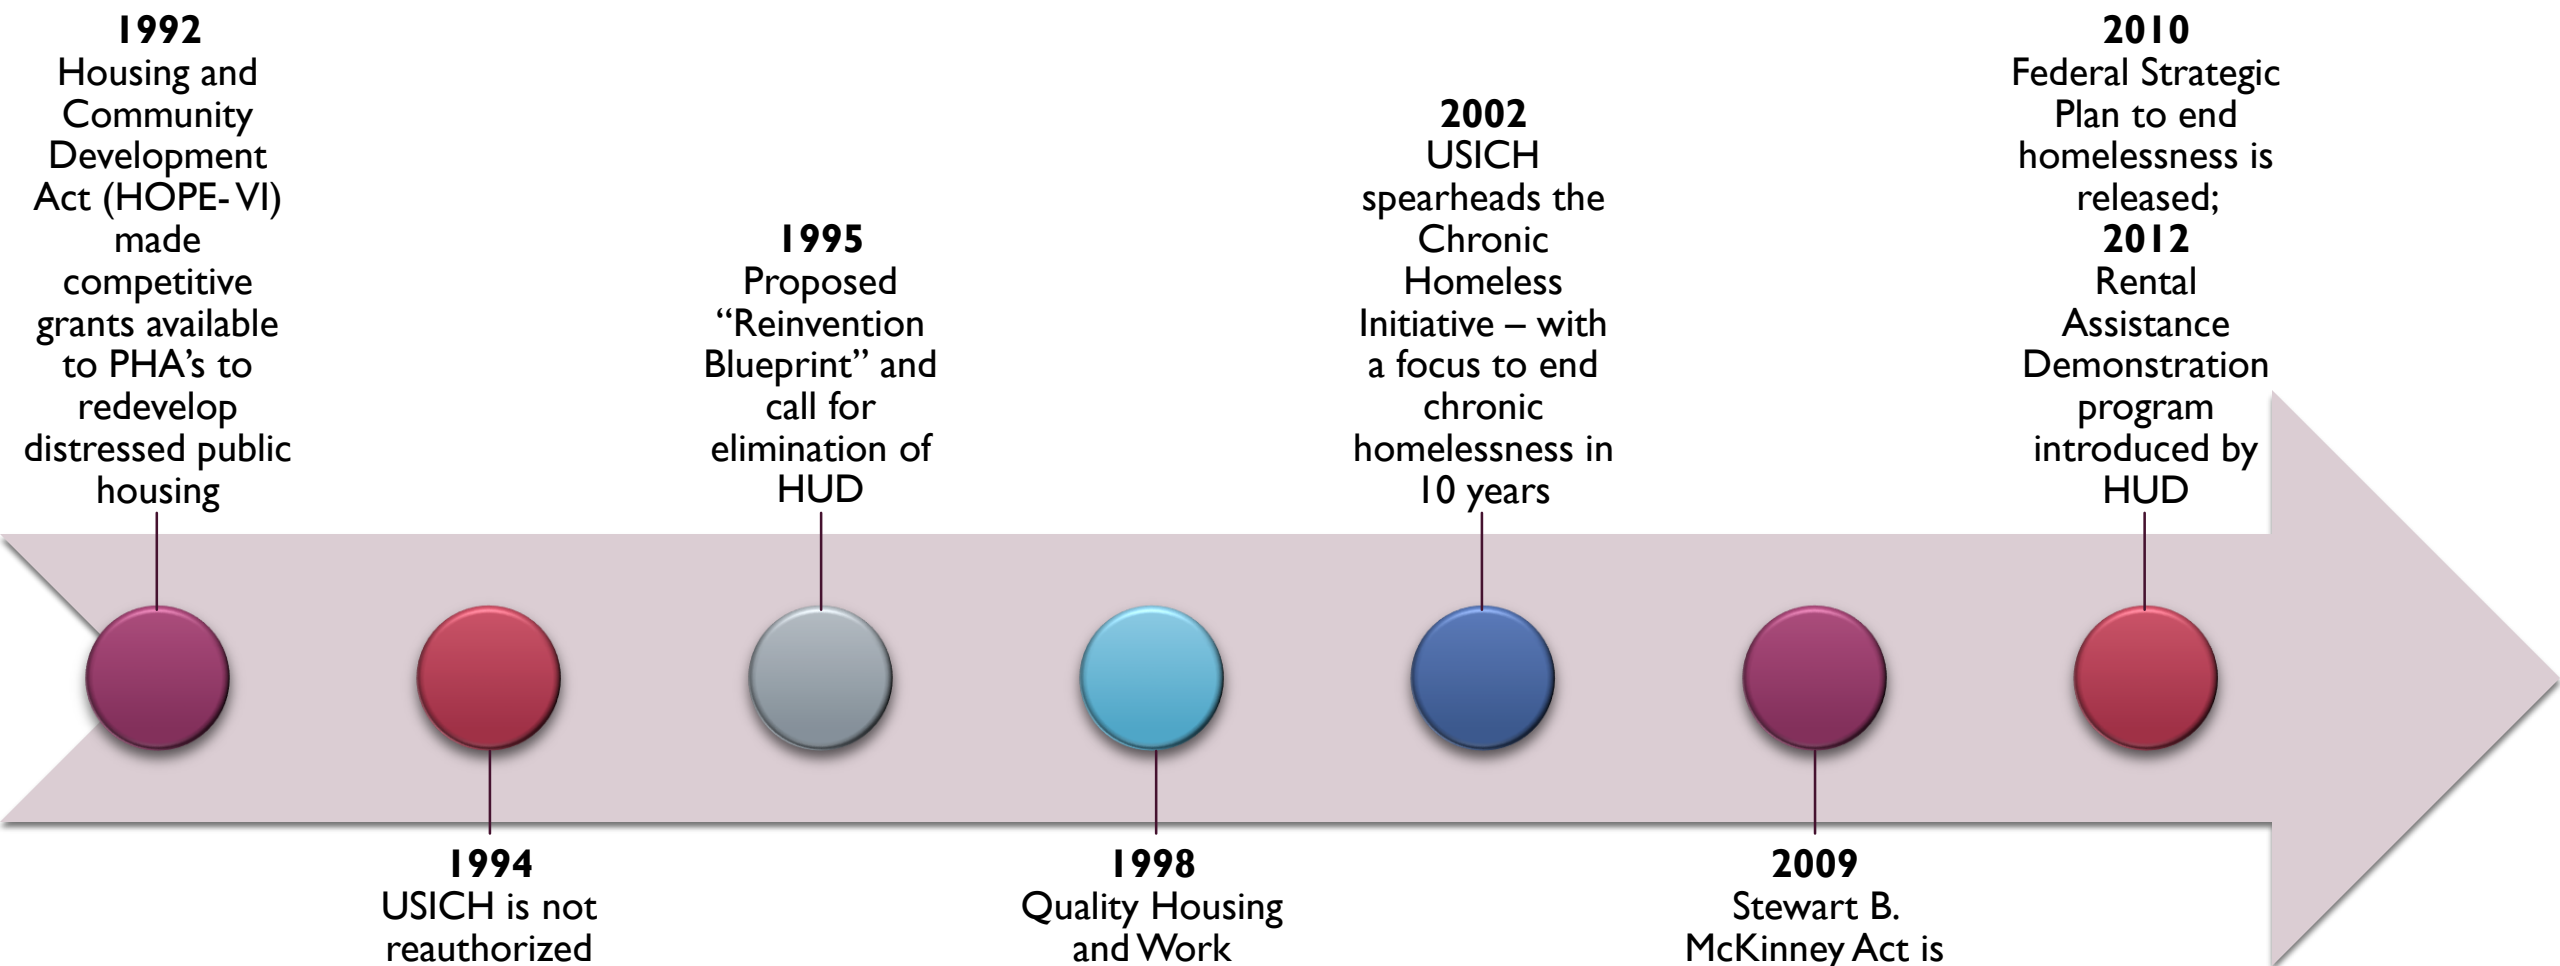 1992
Housing and
Community
Development
Act (HOPE-VI)
made
competitive
grants available
to PHA’s to
redevelop
distressed public
housing
1994
USICH is not
reauthorized
1995
Proposed
“Reinvention
Blueprint” and
call for
elimination of
HUD
1998
Quality Housing
and Work
2002
USICH
spearheads the
Chronic
Homeless
Initiative – with
a focus to end
chronic
homelessness in
10 years
2009
Stewart B.
McKinney Act is
2010
Federal Strategic
Plan to end
homelessness is
released;
2012
Rental
Assistance
Demonstration
program
introduced by
HUD